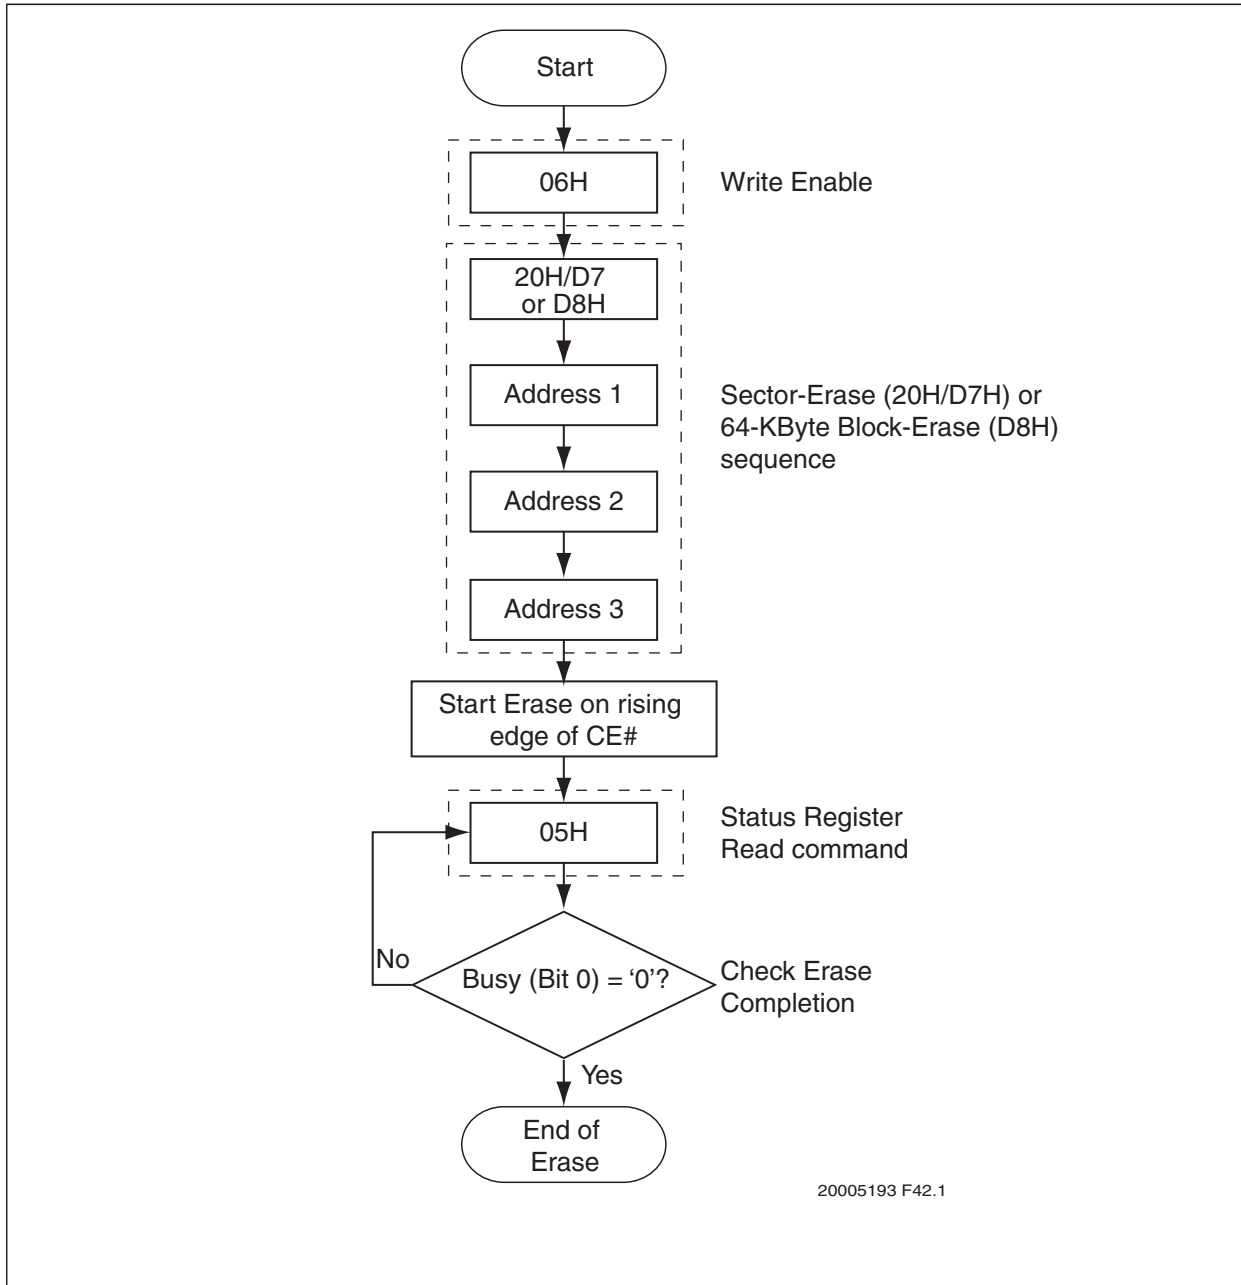 Start
06H
Write Enable
20H/D7
or D8H
Address 1
Sector-Erase (20H/D7H) or
64-KByte Block-Erase (D8H)
sequence
Address 2
Address 3
Start Erase on rising
edge of CE#
05H
Status Register
Read command
No
Busy (Bit 0) = ‘0’?
Check Erase
Completion
Yes
End of
Erase
20005193 F42.1